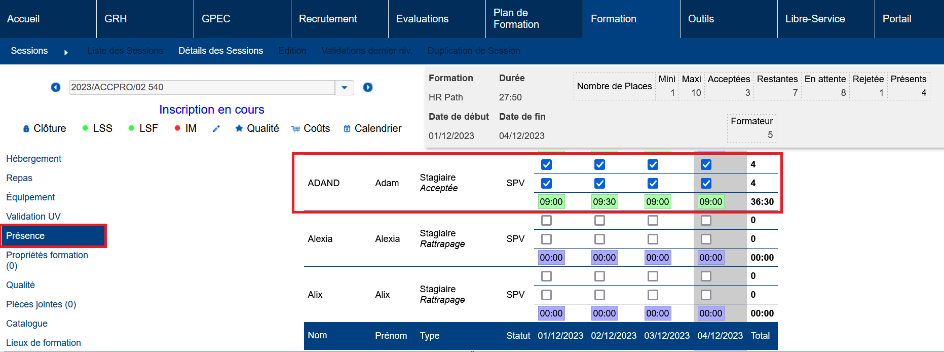 Accueil GRH GPEC Recrutement Evaluations Plan de Formation Formation Outils Libre-Service Portail
Sessions Liste des Sessions Détails des Sessions Edition Validations dernier niv. Duplication de Session
2023/ACCPRO/02 540
Inscription en cours
Clôture LSS LSF IM Qualité Coûts Calendrier
Formation Durée
HR Path 27:50
Date de début Date de fin
01/12/2023 04/12/2023
Mini Maxi Acceptées Restantes En attente Rejetée Présents
Nombre de Places 1 10 3 7 8 1 4
Formateur
5
Hébergement
Repas
Équipement
Validation UV
Présence
Propriétés formation
(0)
Qualité
Pièces jointes (0)
Catalogue
Lieux de formation
4
ADAND Adam Stagiaire Acceptée SPV 4
09:00 09:30 09:00 09:00 36:30
0
Alexia Alexia Stagiaire Rattrapage SPV 0
00:00 00:00 00:00 00:00 00:00
0
Alix Alix Stagiaire Rattrapage SPV 0
00:00 00:00 00:00 00:00 00:00
Nom Prénom Type Statut 01/12/2023 02/12/2023 03/12/2023 04/12/2023 Total